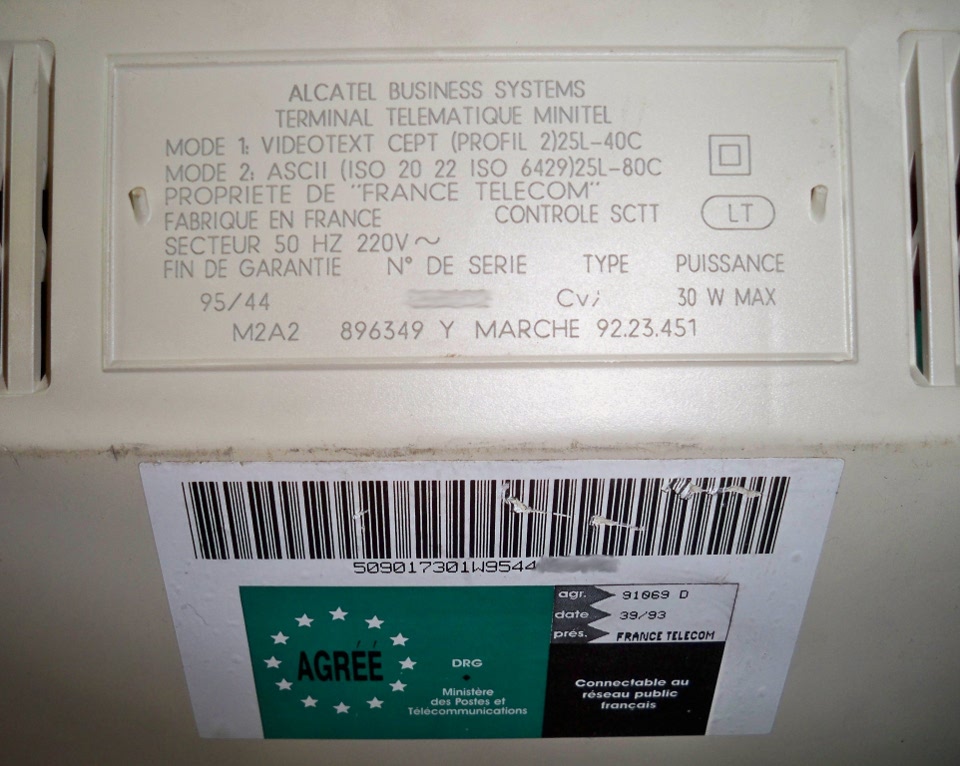 ALCATEL BUSINESS SYSTEMS
TERMINAL TELEMATIQUE MINITEL
MODE 1: VIDEOTEXT CEPT (PROFIL 2)25L-40C
MODE 2: ASCII (ISO 20 22 ISO 6429)25L-80C
PROPRIETE DE "FRANCE TELECOM"
FABRIQUE EN FRANCE CONTROLE SCTT LT
SECTEUR 50 HZ 220V~
FIN DE GARANTIE N° DE SERIE TYPE PUISSANCE
95/44 30 W MAX
M2A2 896349 Y MARCHE 92.23.451
509017301W9544
agr. 91069 D
date 39/93
prés. FRANCE TELECOM
AGRÉÉ
DRG
Ministère
des Postes et
Télécommunications
Connectable au
réseau public
français